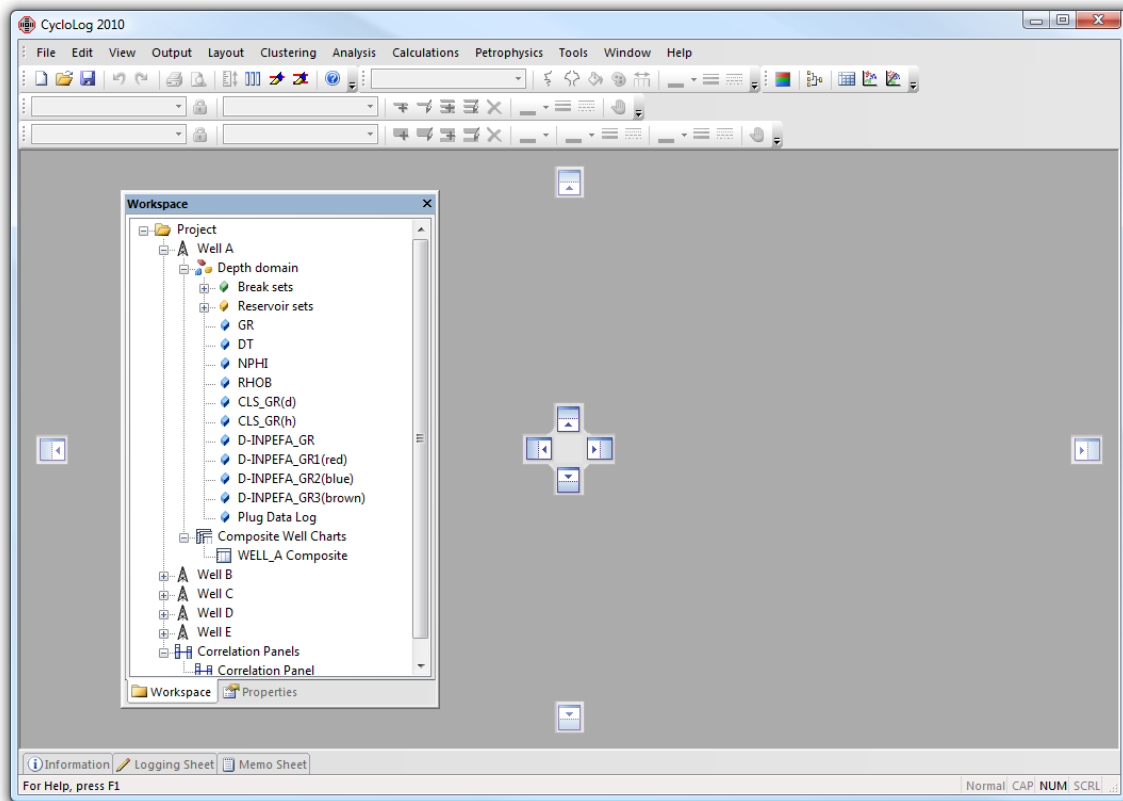 CycloLog 2010
File Edit View Output Layout Clustering Analysis Calculations Petrophysics Tools Window Help
Workspace
Project
Well A
Depth domain
Break sets
Reservoir sets
GR
DT
NPHI
RHOB
CLS_GR(d)
CLS_GR(h)
D-INPEFA_GR
D-INPEFA_GR1(red)
D-INPEFA_GR2(blue)
D-INPEFA_GR3(brown)
Plug Data Log
Composite Well Charts
WELL_A Composite
Well B
Well C
Well D
Well E
Correlation Panels
Correlation Panel
Workspace Properties
Information Logging Sheet Memo Sheet
For Help, press F1 Normal CAP NUM SCRL